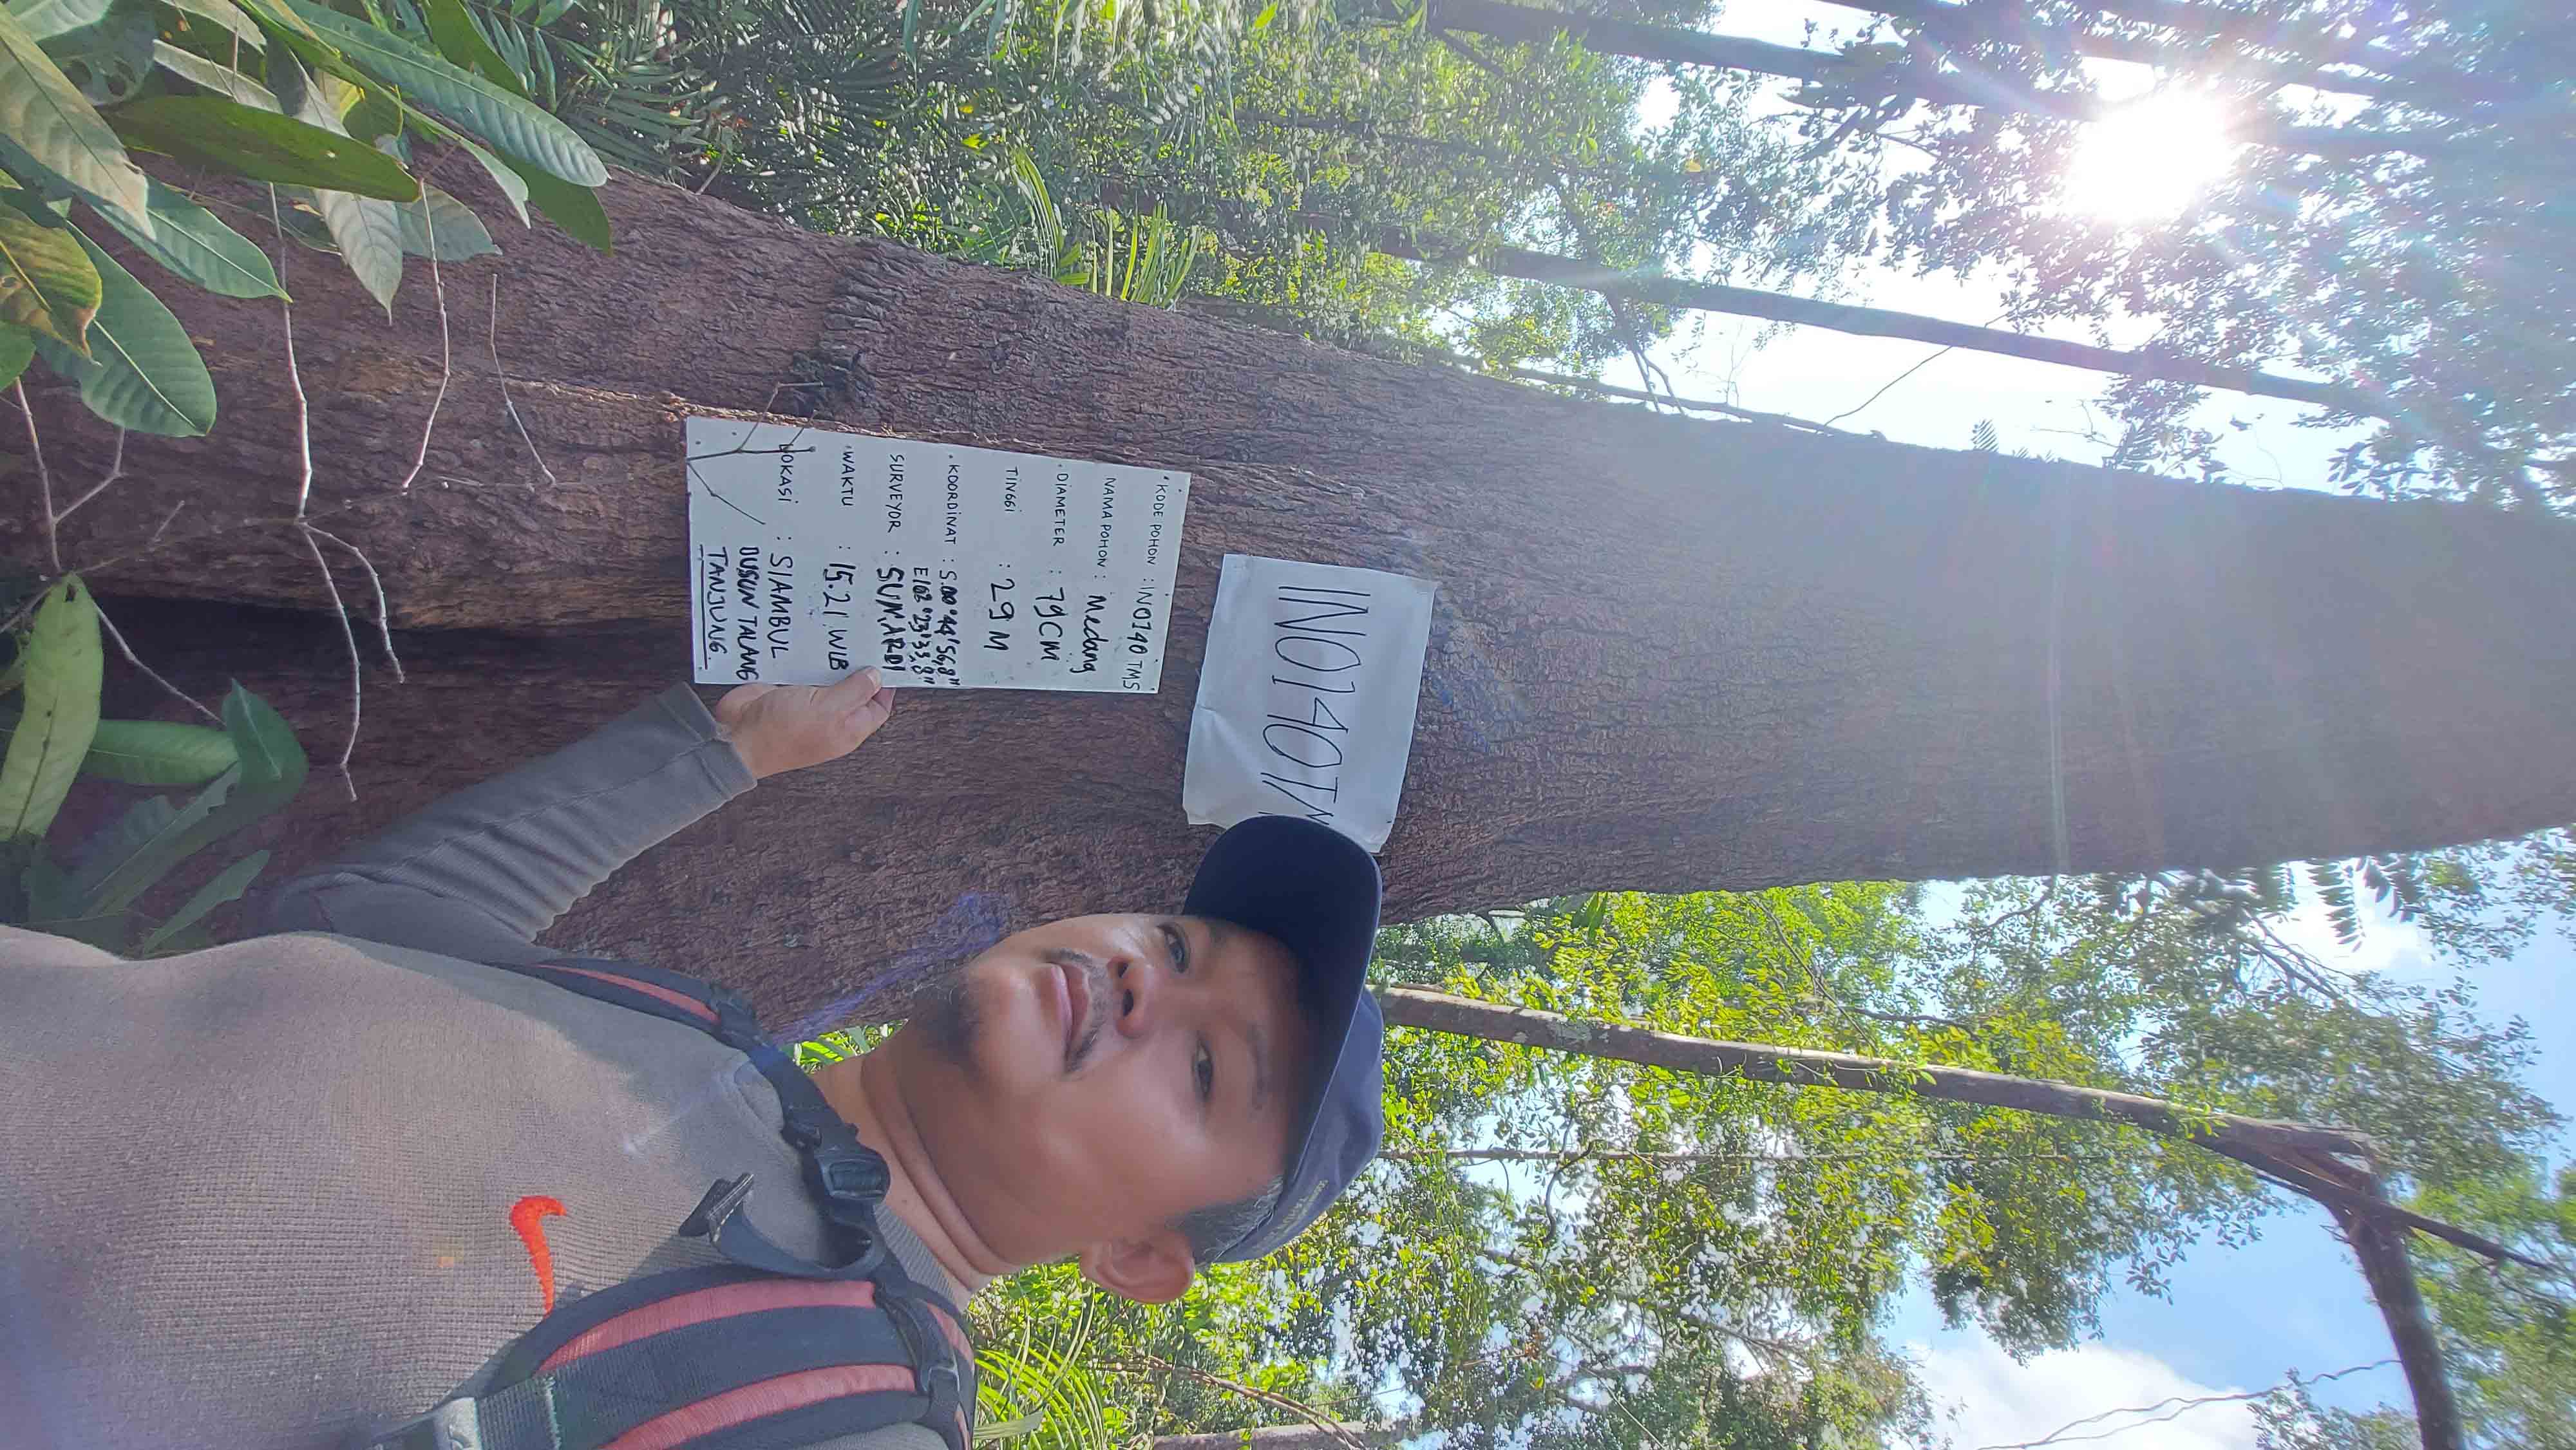 IN0140TM
KODE POHON : IN0140 TMS
NAMA POHON : Medang
DIAMETER : 79CM
TINGGI : 29 M
KOORDINAT : S.00°44'56,8"
E102°23'33,8"
SURVEYOR : SUNARDI
WAKTU : 15.21 WIB
LOKASI : SIAMBUL
DUSUN TALANG
TANJUNG.